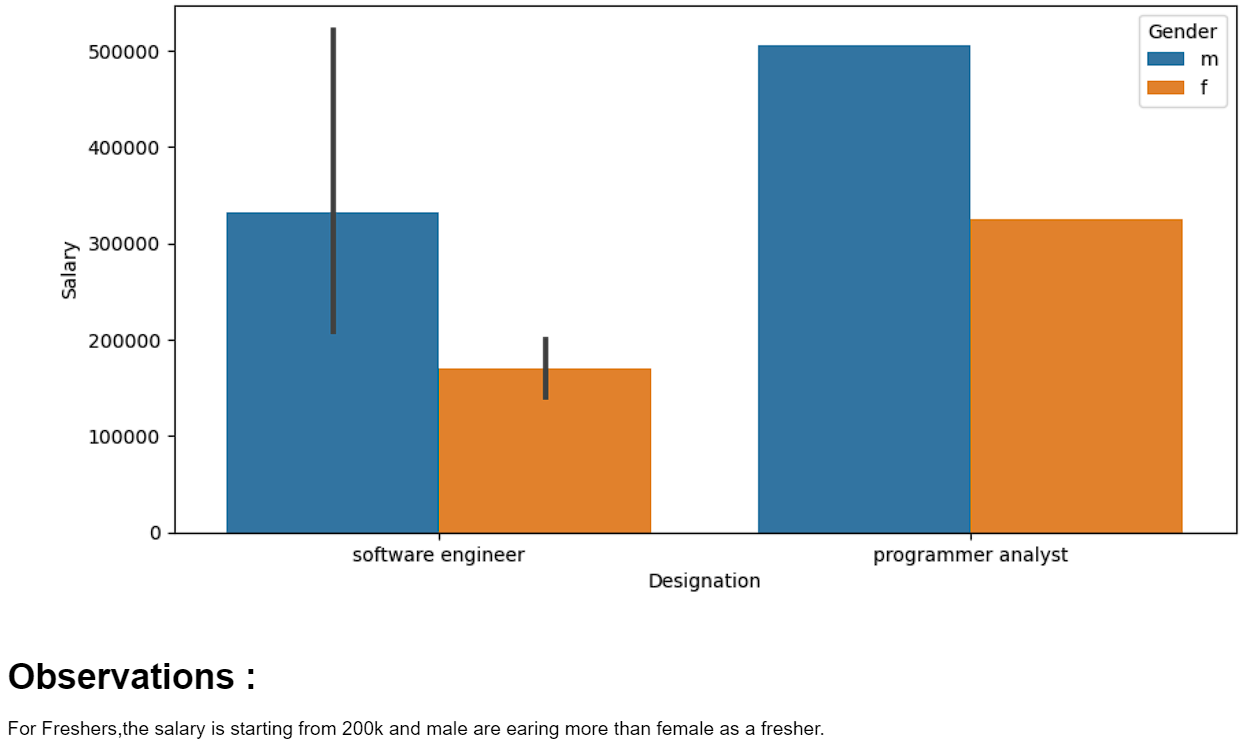 Gender
m
f
500000
400000
300000
200000
100000
0
Salary
software engineer programmer analyst
Designation
Observations :
For Freshers,the salary is starting from 200k and male are earing more than female as a fresher.